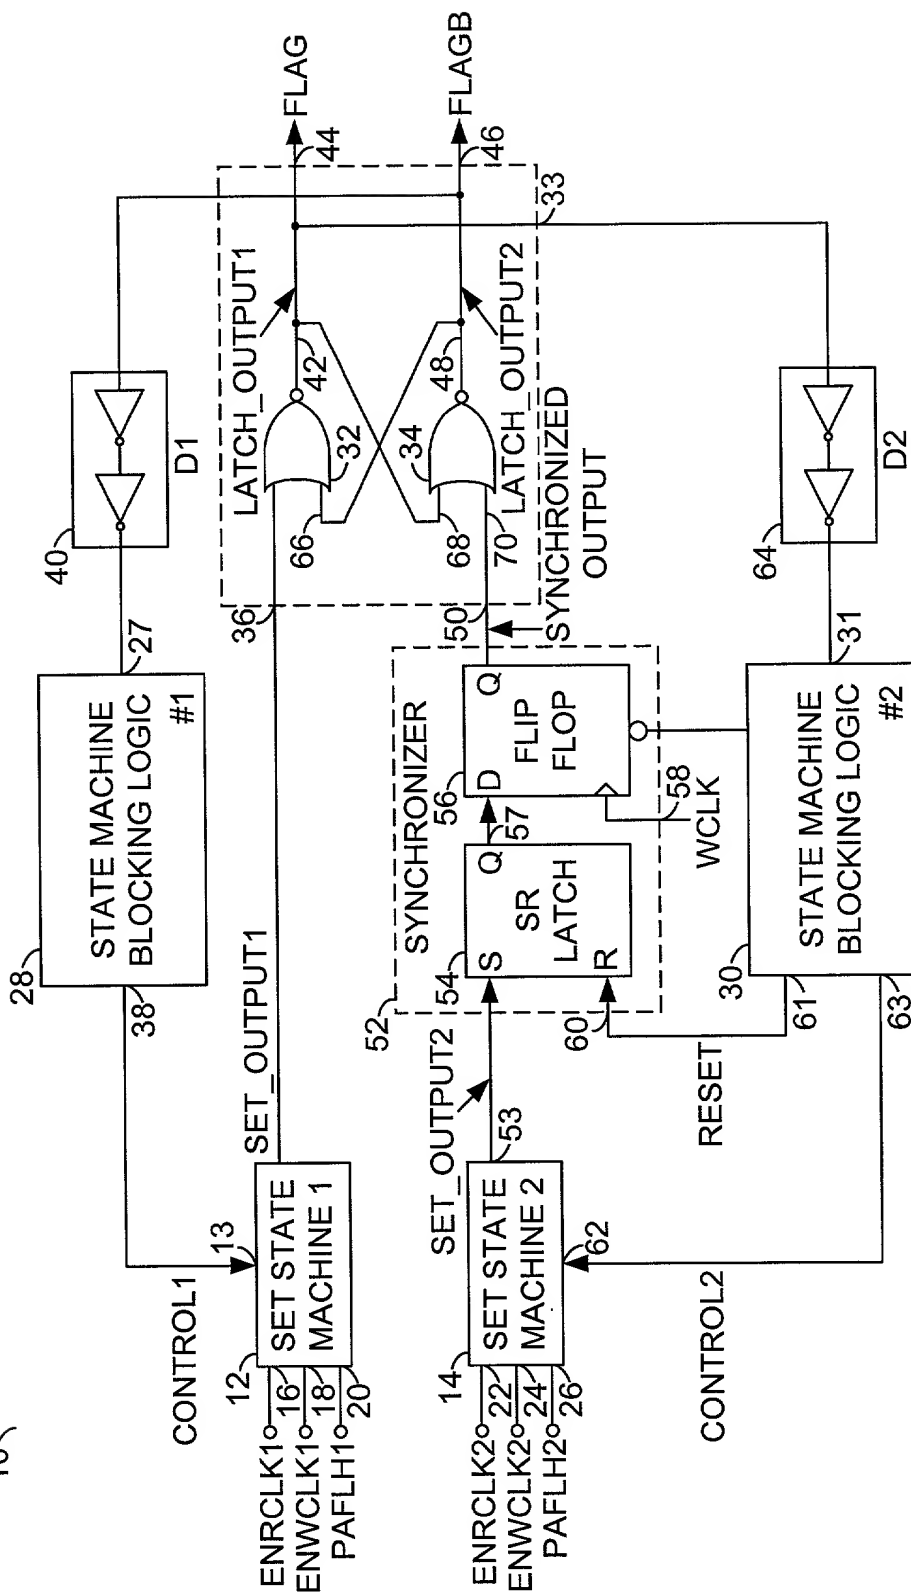 10
40
D1
28
STATE MACHINE
BLOCKING LOGIC
#1
27
38
CONTROL1
13
12
SET STATE
MACHINE 1
ENRCLK1
16
ENWCLK1
18
PAFLH1
20
SET_OUTPUT1
36
LATCH_OUTPUT1
32
66
42
44
FLAG
34
68
70
48
46
FLAGB
LATCH_OUTPUT2
33
SYNCHRONIZED
OUTPUT
50
SYNCHRONIZER
52
54
S
Q
SR
LATCH
R
57
56
D
Q
FLIP
FLOP
58
WCLK
60
SET_OUTPUT2
53
14
SET STATE
MACHINE 2
62
ENRCLK2
22
ENWCLK2
24
PAFLH2
26
RESET
CONTROL2
30
61
63
STATE MACHINE
BLOCKING LOGIC
#2
31
64
D2